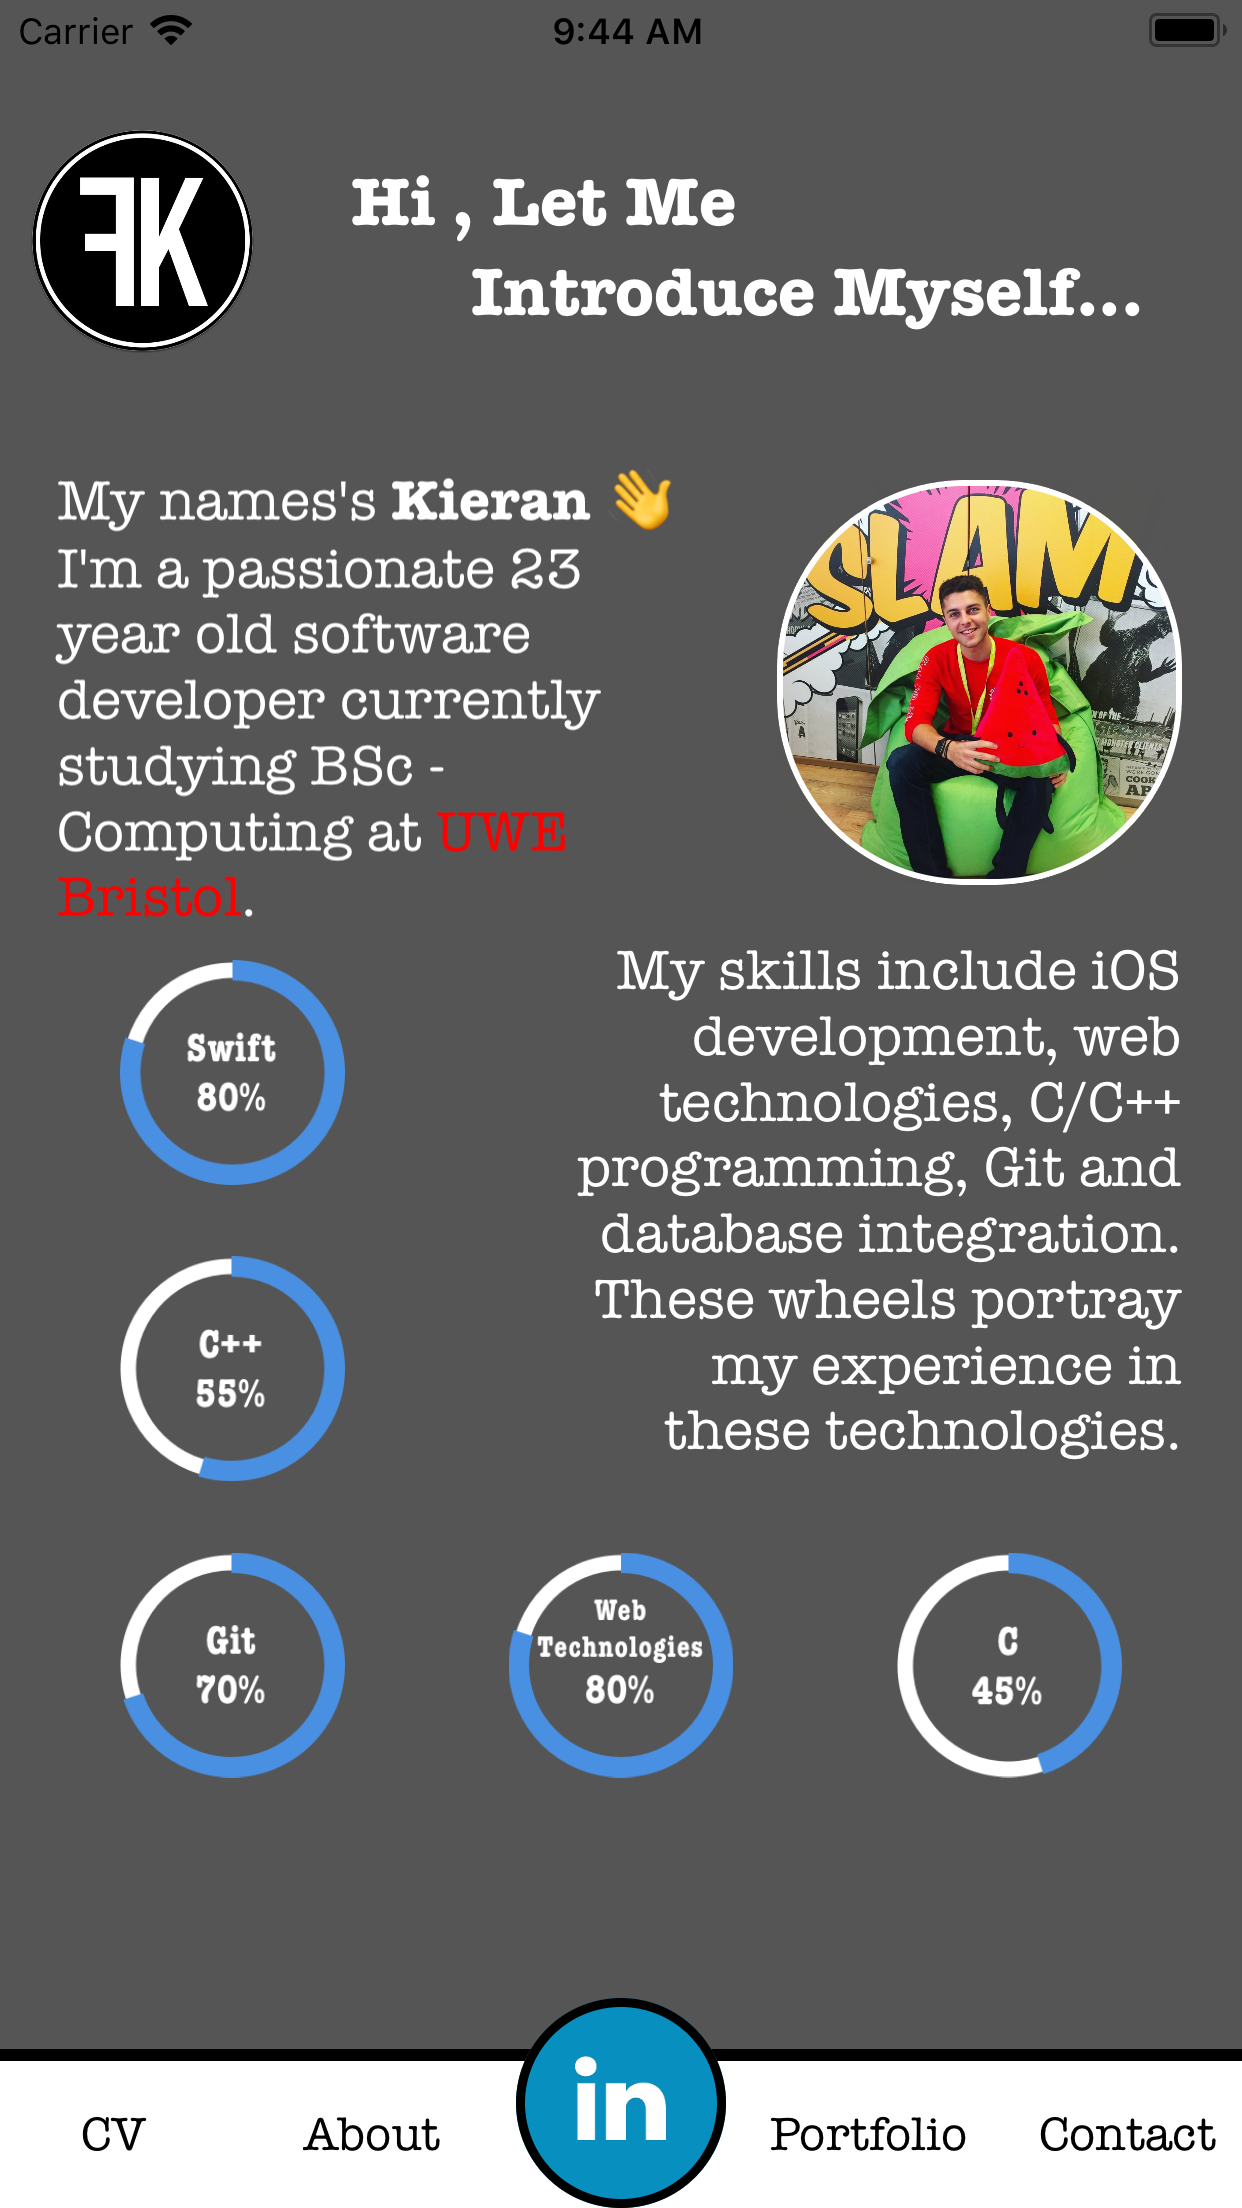 Carrier
9:44 AM
FK
Hi , Let Me
Introduce Myself...
My names's Kieran 👋
I'm a passionate 23
year old software
developer currently
studying BSc -
Computing at UWE
Bristol.
SLAM
My skills include iOS
development, web
technologies, C/C++
programming, Git and
database integration.
These wheels portray
my experience in
these technologies.
Swift
80%
C++
55%
Git
70%
Web
Technologies
80%
C
45%
CV
About
in
Portfolio
Contact